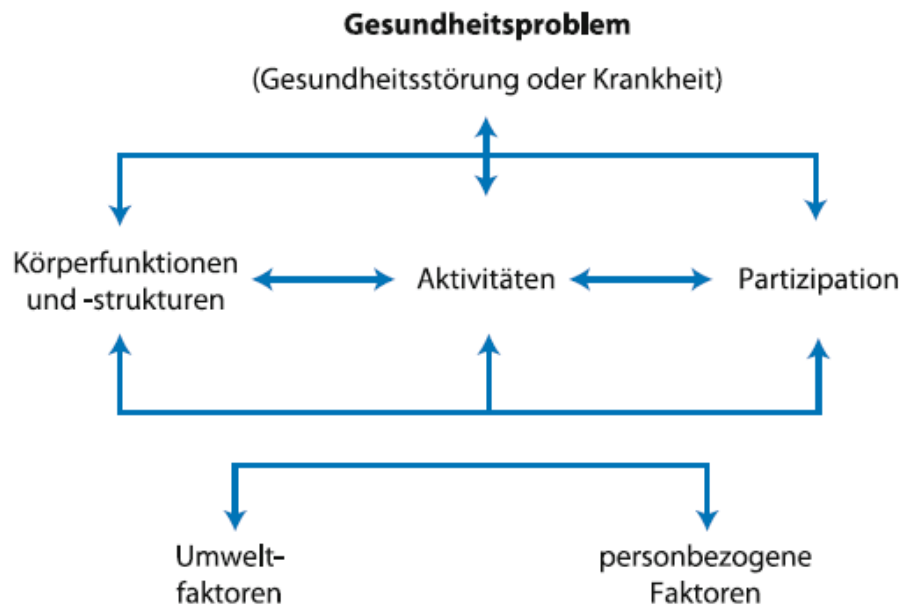 Gesundheitsproblem
(Gesundheitsstörung oder Krankheit)
Körperfunktionen
und -strukturen
Aktivitäten
Partizipation
Umwelt-
faktoren
personbezogene
Faktoren